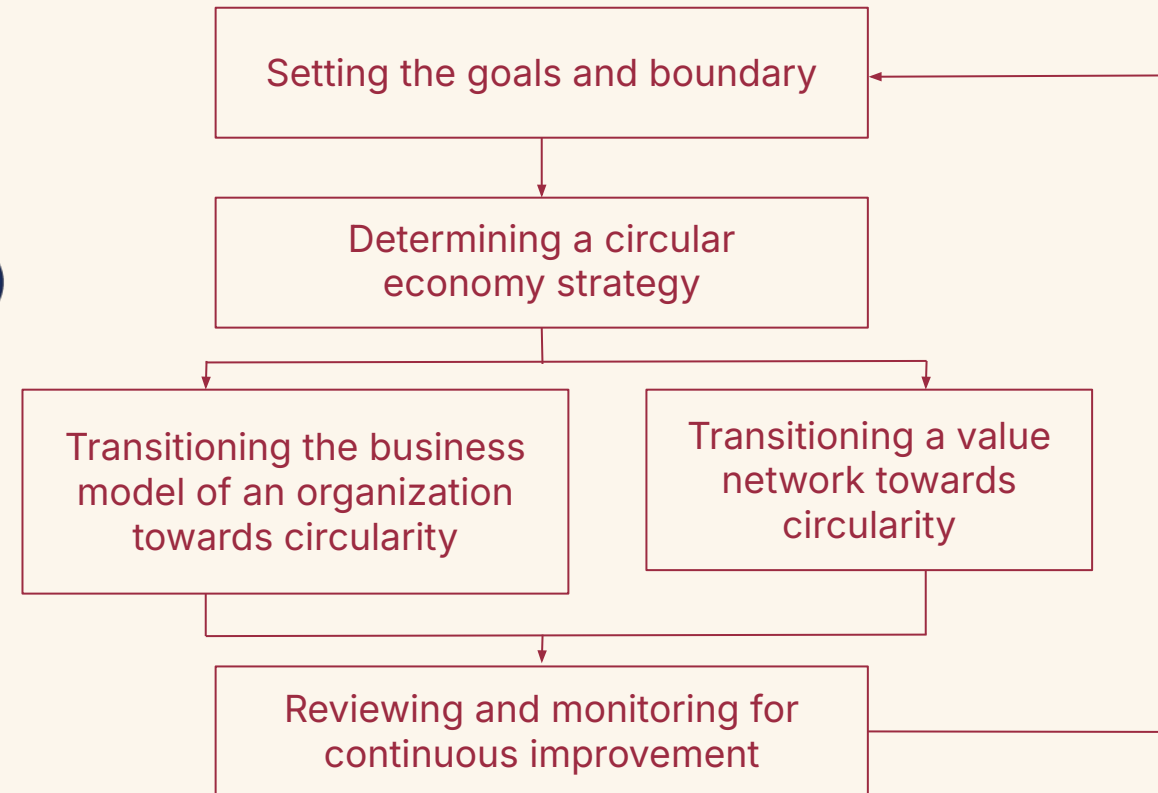 Setting the goals and boundary
Determining a circular
economy strategy
Transitioning the business
model of an organization
towards circularity
Transitioning a value
network towards
circularity
Reviewing and monitoring for
continuous improvement